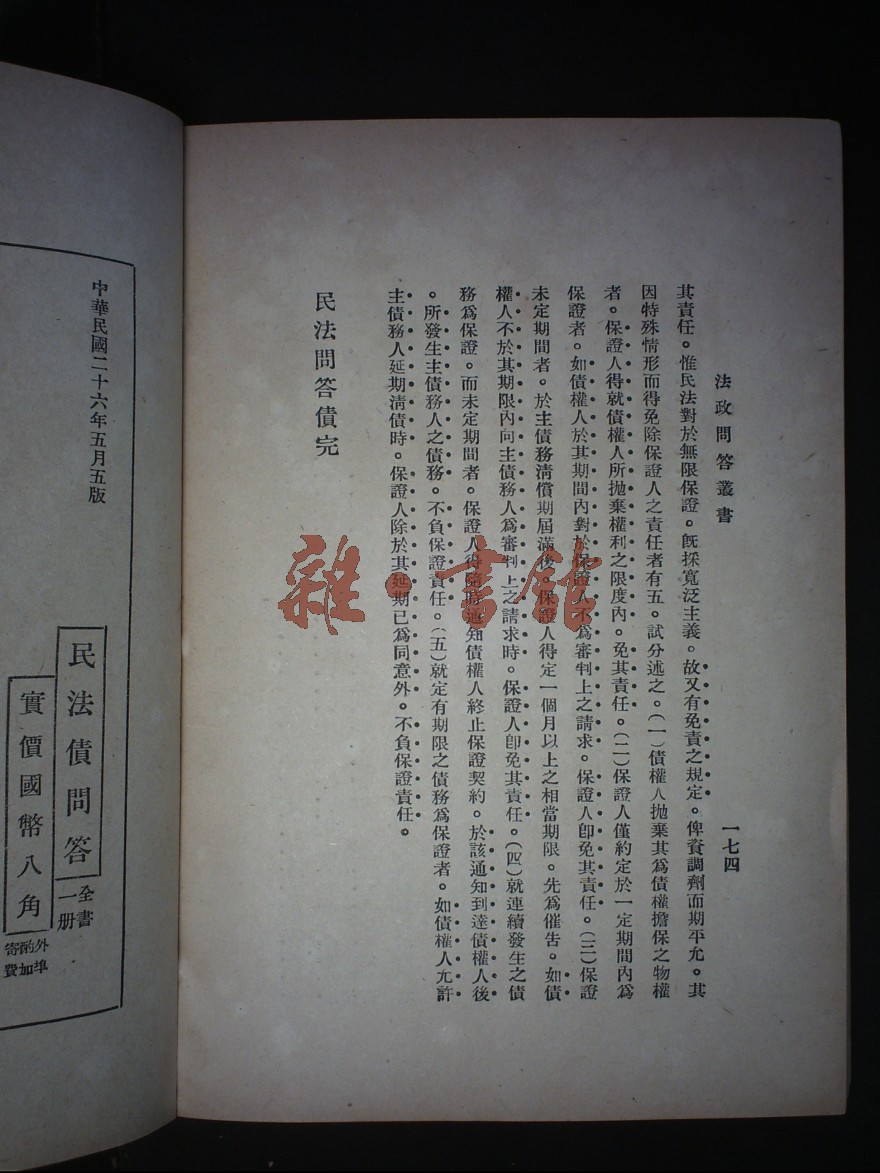 法政問答叢書
一七四
其責任。惟民法對於無限保證。旣採寬泛主義。故又有免責之規定。俾資調劑而期平允。其
因特殊情形而得免除保證人之責任者有五。試分述之。(一)債權人拋棄其爲債權擔保之物權
者。保證人得就債權人所拋棄權利之限度內。免其責任。(二)保證人僅約定於一定期間內爲
保證者。如債權人於其期間內對於保證人不爲審判上之請求。保證人卽免其責任。(三)保證
未定期間者。於主債務淸償期屆滿後。保證人得定一個月以上之相當期限。先爲催告。如債
權人不於其期限內向主債務人爲審判上之請求時。保證人卽免其責任。(四)就連續發生之債
務爲保證。而未定期間者。保證人得隨時通知債權人終止保證契約。於該通知到達債權人後
。所發生主債務人之債務。不負保證責任。(五)就定有期限之債務爲保證者。如債權人允許
主債務人延期淸債時。保證人除於其延期已爲同意外。不負保證責任。
民法問答債完
雜·書館
中華民國二十六年五月五版
民法債問答
全書一册
實價國幣八角
外埠酌加寄費